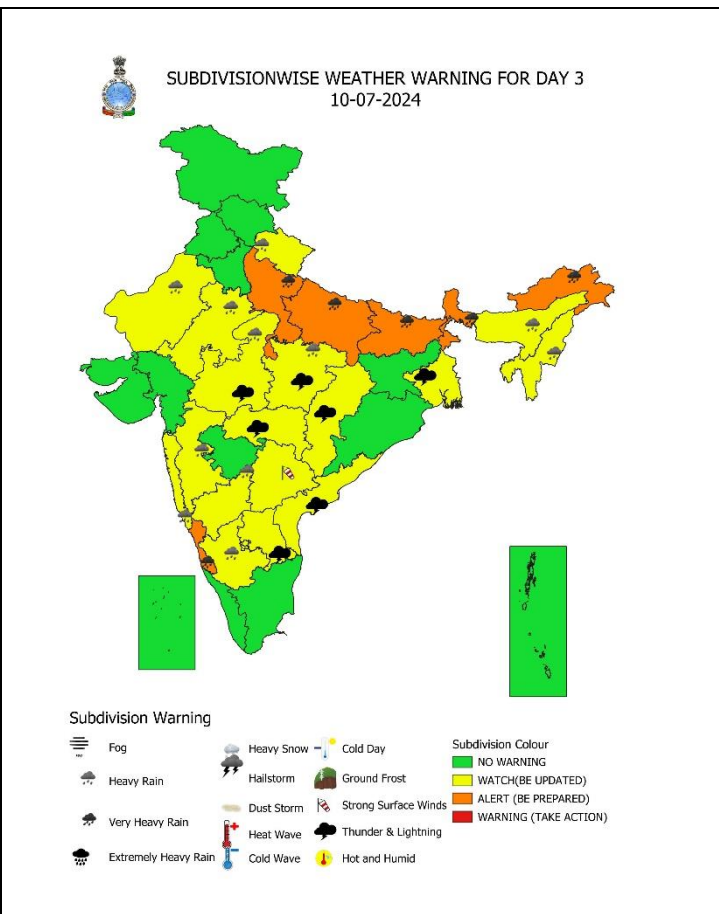 SUBDIVISIONWISE WEATHER WARNING FOR DAY 3
10-07-2024
Subdivision Warning
Fog
Heavy Rain
Very Heavy Rain
Extremely Heavy Rain
Heavy Snow
Hailstorm
Dust Storm
Heat Wave
Cold Wave
Cold Day
Ground Frost
Strong Surface Winds
Thunder & Lightning
Hot and Humid
Subdivision Colour
NO WARNING
WATCH(BE UPDATED)
ALERT (BE PREPARED)
WARNING (TAKE ACTION)